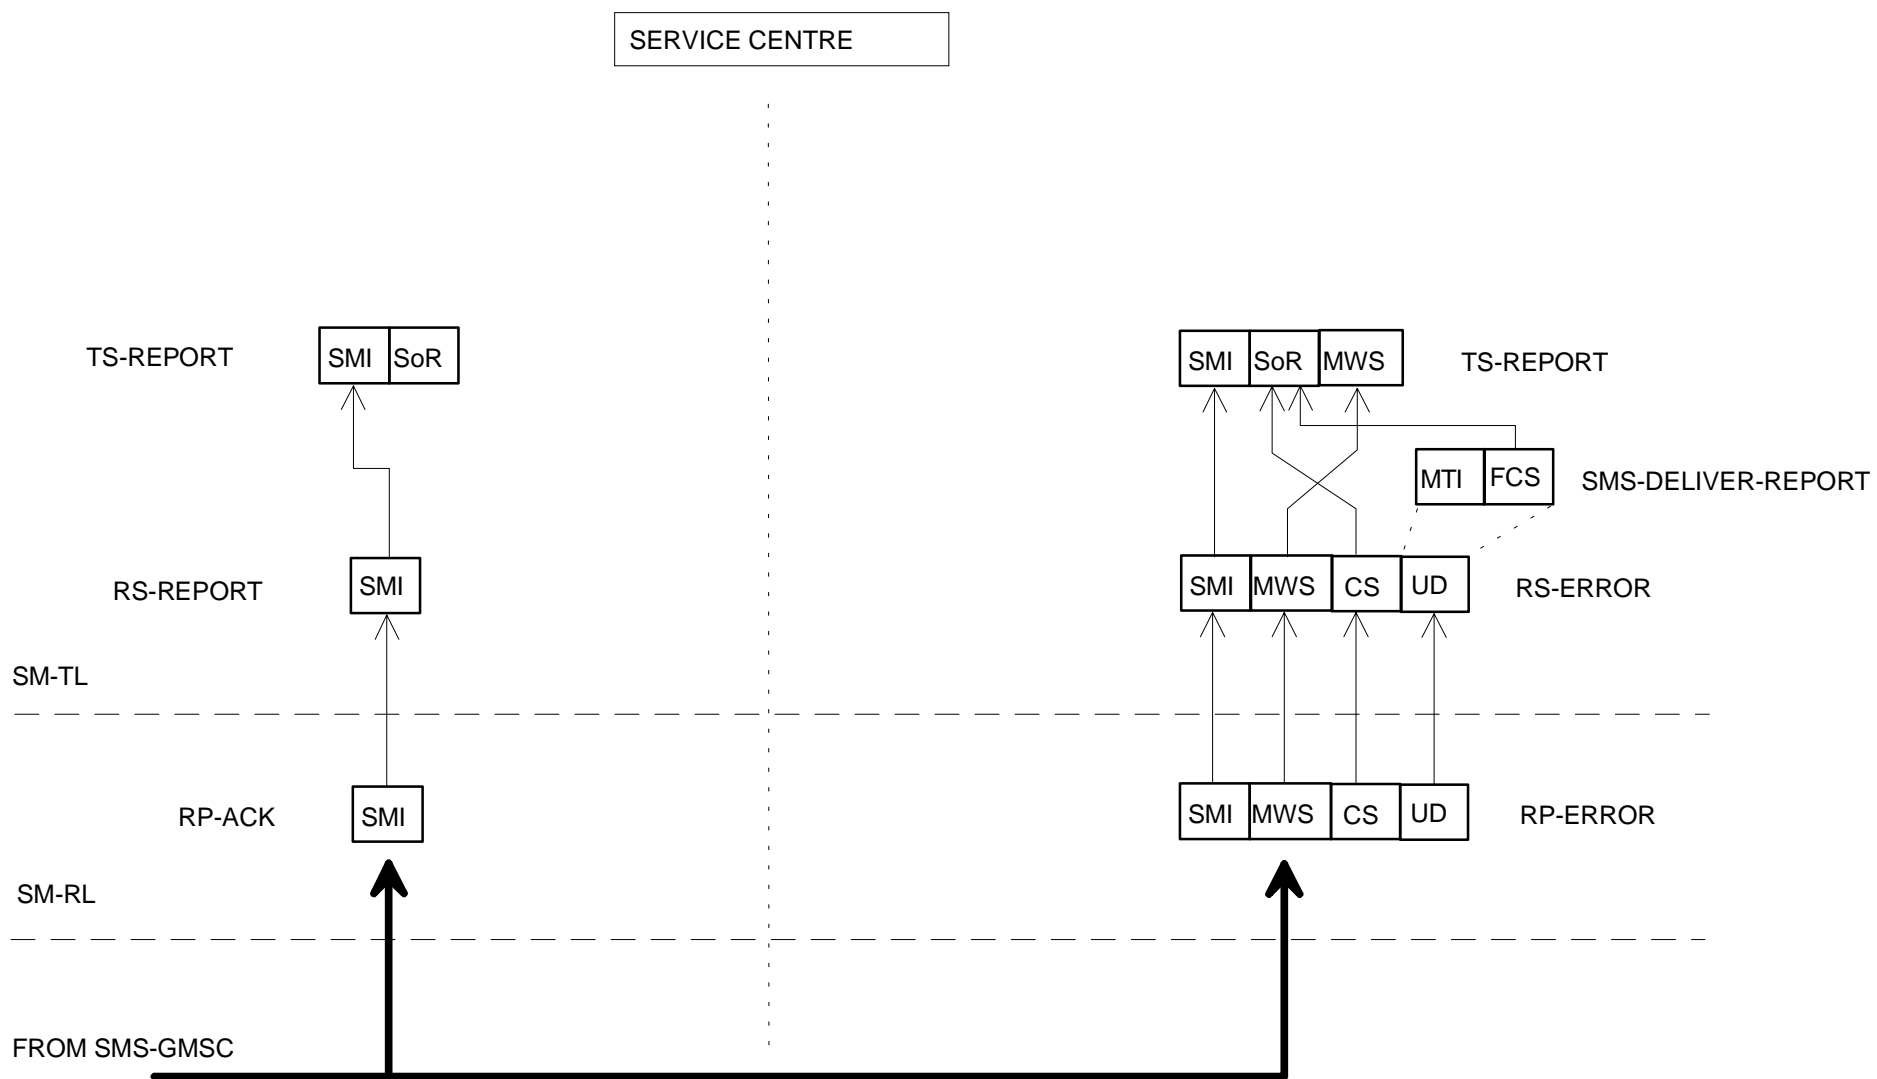 SERVICE CENTRE
TS-REPORT SMI SoR SMI SoR MWS TS-REPORT
MTI FCS SMS-DELIVER-REPORT
RS-REPORT SMI SMI MWS CS UD RS-ERROR
SM-TL
RP-ACK SMI SMI MWS CS UD RP-ERROR
SM-RL
FROM SMS-GMSC